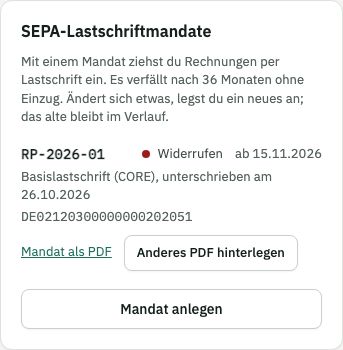 SEPA-Lastschriftmandate
Mit einem Mandat ziehst du Rechnungen per
Lastschrift ein. Es verfällt nach 36 Monaten ohne
Einzug. Ändert sich etwas, legst du ein neues an;
das alte bleibt im Verlauf.
RP-2026-01 Widerrufen ab 15.11.2026
Basislastschrift (CORE), unterschrieben am
26.10.2026
DE02120300000000202051
Mandat als PDF Anderes PDF hinterlegen
Mandat anlegen